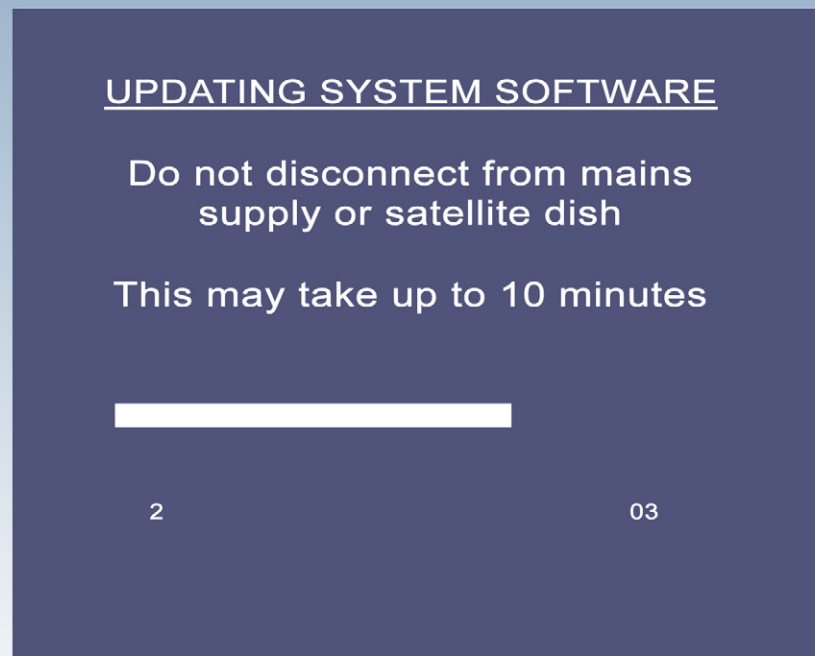 UPDATING SYSTEM SOFTWARE
Do not disconnect from mains
supply or satellite dish
This may take up to 10 minutes
2 03